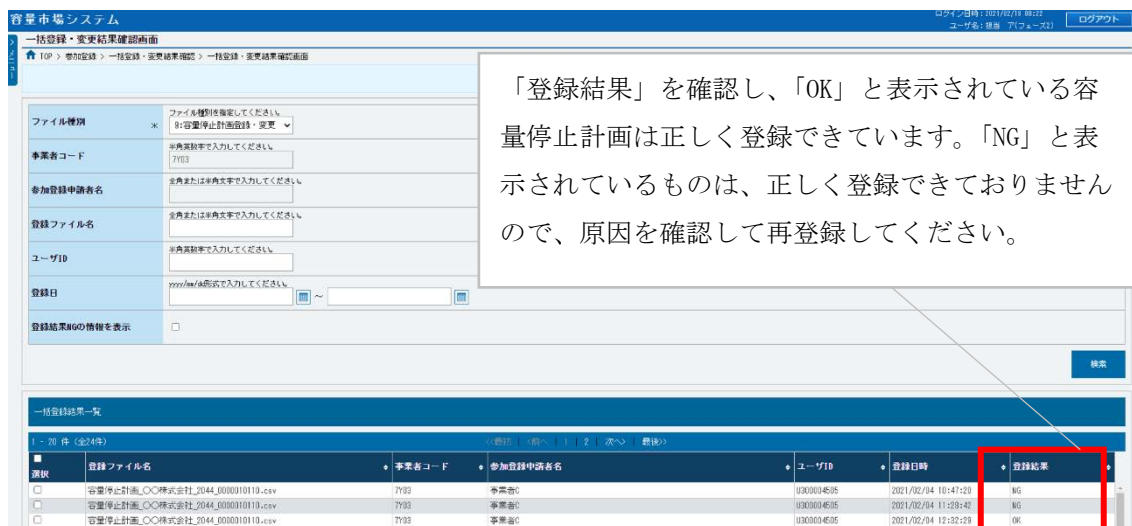 容量市場システム
ログイン日時：2021/02/18 08:22
ユーザ名：担当 ア(フェーズ2)
ログアウト
メニュー
一括登録・変更結果確認画面
TOP > 参加登録 > 一括登録・変更結果確認 > 一括登録・変更結果確認画面
「登録結果」を確認し、「OK」と表示されている容
量停止計画は正しく登録できています。「NG」と表
示されているものは、正しく登録できておりません
ので、原因を確認して再登録してください。
ファイル種別 *
ファイル種別を指定してください。
9:容量停止計画登録・変更
事業者コード
半角英数字で入力してください。
7Y03
参加登録申請者名
全角または半角文字で入力してください。
登録ファイル名
全角または半角文字で入力してください。
ユーザID
半角英数字で入力してください。
登録日
yyyy/mm/dd形式で入力してください。
～
登録結果NGの情報を表示
検索
一括登録結果一覧
1 - 20 件 (全24件) <<最初 | <前へ | 1 | 2 | 次へ> | 最後>>
選択 登録ファイル名 事業者コード 参加登録申請者名 ユーザID 登録日時 登録結果
容量停止計画_〇〇株式会社_2044_0000010110.csv 7Y03 事業者C U300004505 2021/02/04 10:47:20 NG
容量停止計画_〇〇株式会社_2044_0000010110.csv 7Y03 事業者C U300004505 2021/02/04 11:28:42 NG
容量停止計画_〇〇株式会社_2044_0000010110.csv 7Y03 事業者C U300004505 2021/02/04 12:32:29 OK